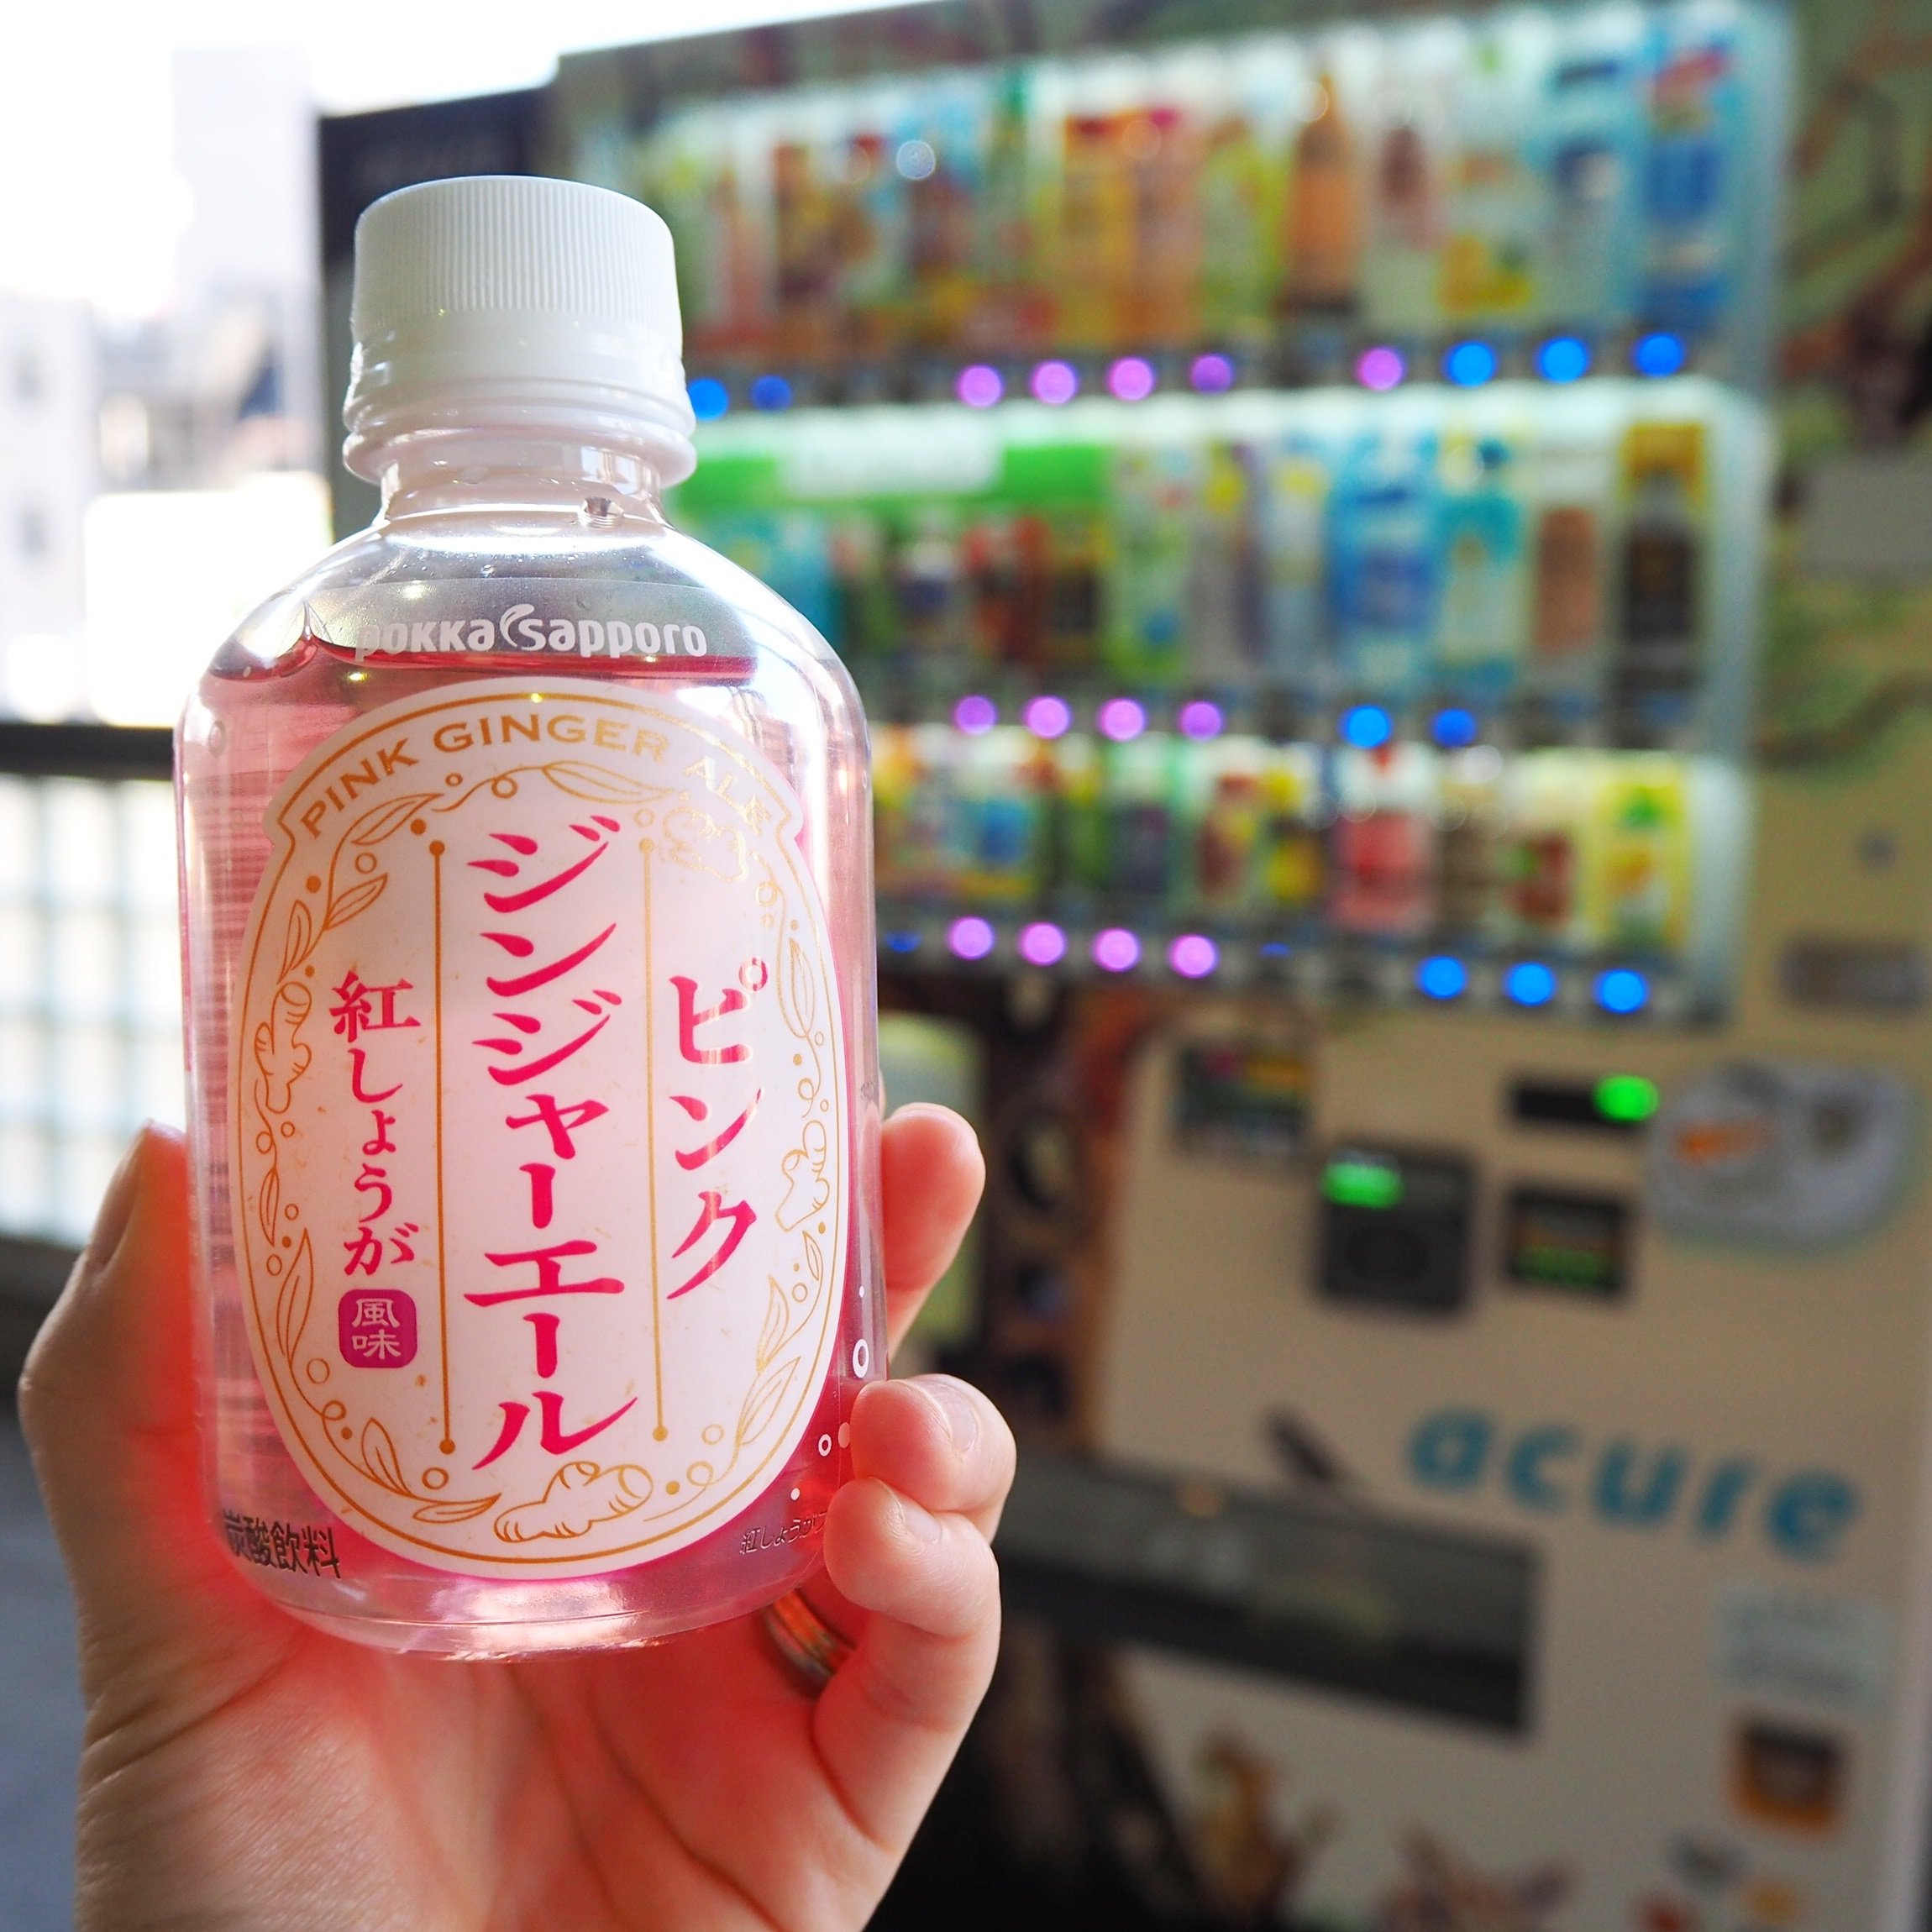 pokka sapporo
PINK GINGER ALE
ピンク
ジンジャーエール
紅しょうが
風味
炭酸飲料
acure